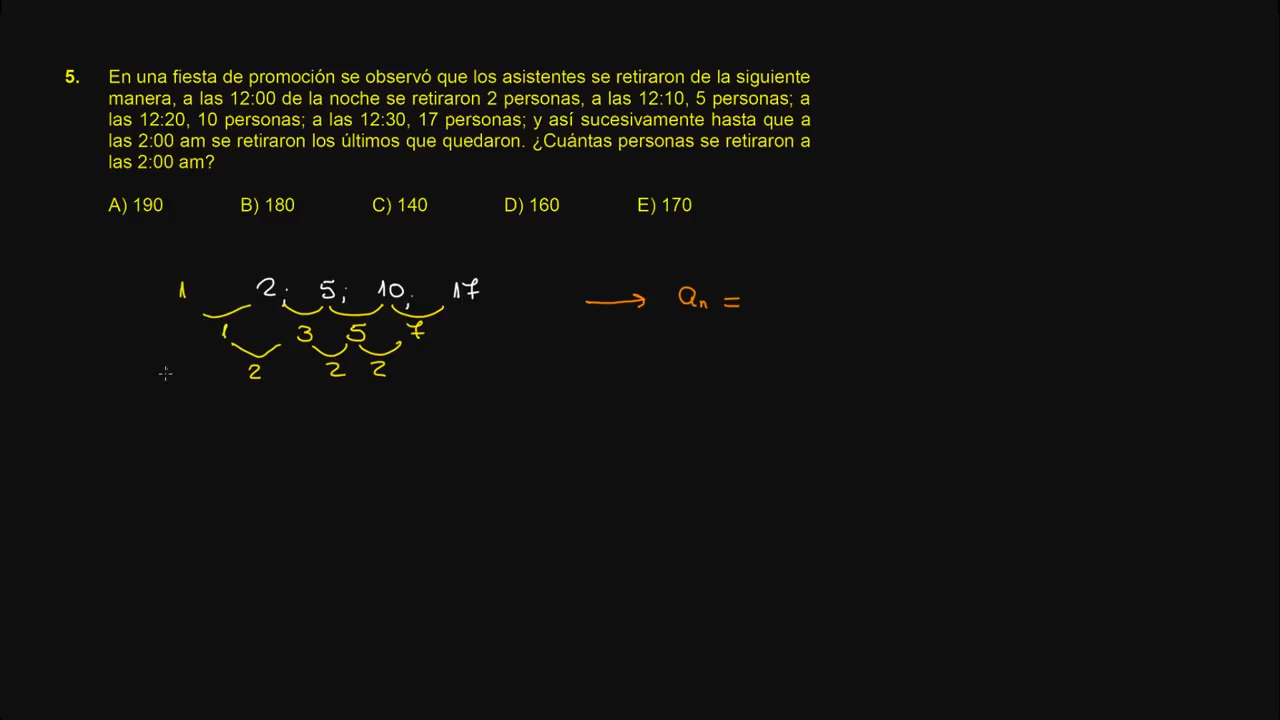 5. En una fiesta de promoción se observó que los asistentes se retiraron de la siguiente
manera, a las 12:00 de la noche se retiraron 2 personas, a las 12:10, 5 personas; a
las 12:20, 10 personas; a las 12:30, 17 personas; y así sucesivamente hasta que a
las 2:00 am se retiraron los últimos que quedaron. ¿Cuántas personas se retiraron a
las 2:00 am?
A) 190 B) 180 C) 140 D) 160 E) 170
1 2; 5; 10; 17 → aₙ =
1 3 5 7
2 2 2